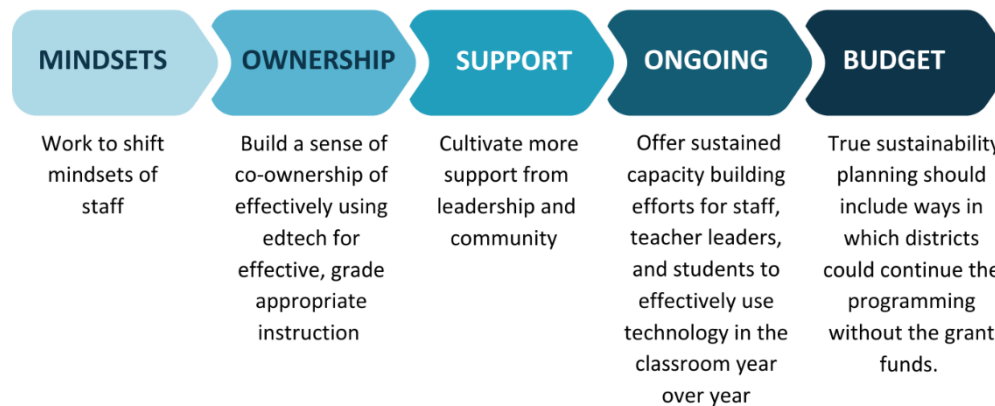 MINDSETS
Work to shift
mindsets of
staff
OWNERSHIP
Build a sense of
co-ownership of
effectively using
edtech for
effective, grade
appropriate
instruction
SUPPORT
Cultivate more
support from
leadership and
community
ONGOING
Offer sustained
capacity building
efforts for staff,
teacher leaders,
and students to
effectively use
technology in the
classroom year
over year
BUDGET
True sustainability
planning should
include ways in
which districts
could continue the
programming
without the grant
funds.